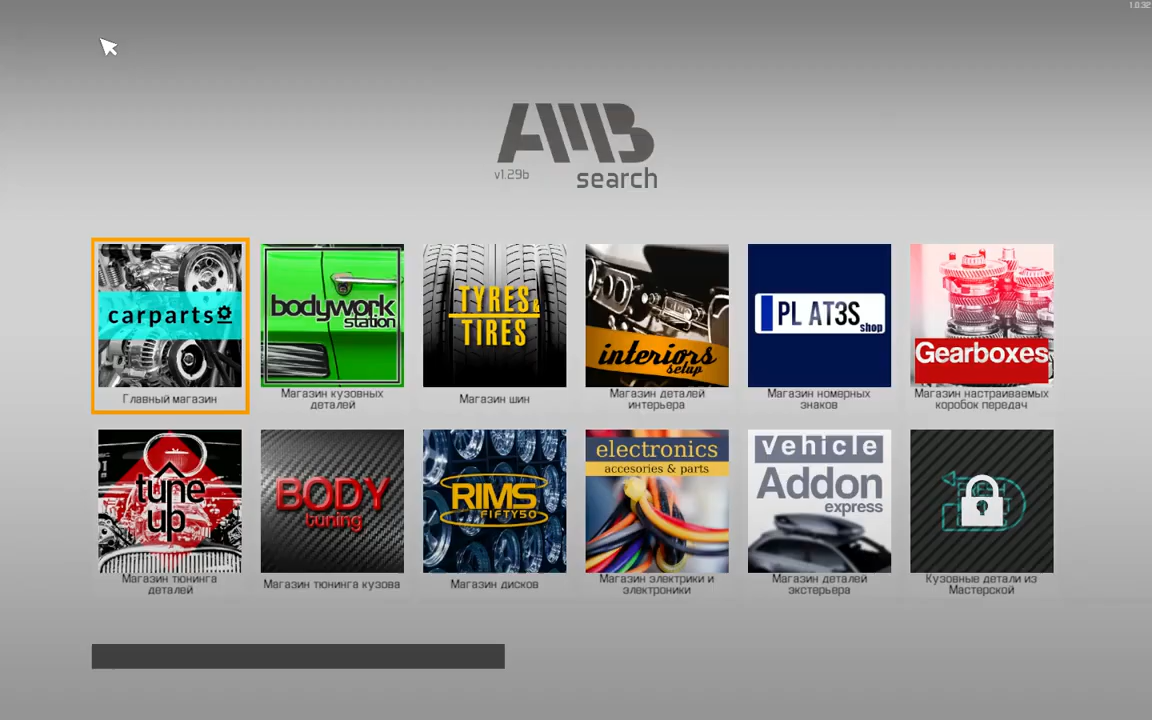 1.0.32
AMB
v1.29b
search
carparts
bodywork
station
TYRES&
TIRES
interiors
setup
PL AT3S
shop
Gearboxes
Главный магазин
Магазин кузовных
деталей
Магазин шин
Магазин деталей
интерьера
Магазин номерных
знаков
Магазин настраиваемых
коробок передач
tune
up
BODY
tuning
RIMS
FIFTY50
electronics
accesories & parts
vehicle
Addon
express
Магазин тюнинга
деталей
Магазин тюнинга кузова
Магазин дисков
Магазин электрики и
электроники
Магазин деталей
экстерьера
Кузовные детали из
Мастерской